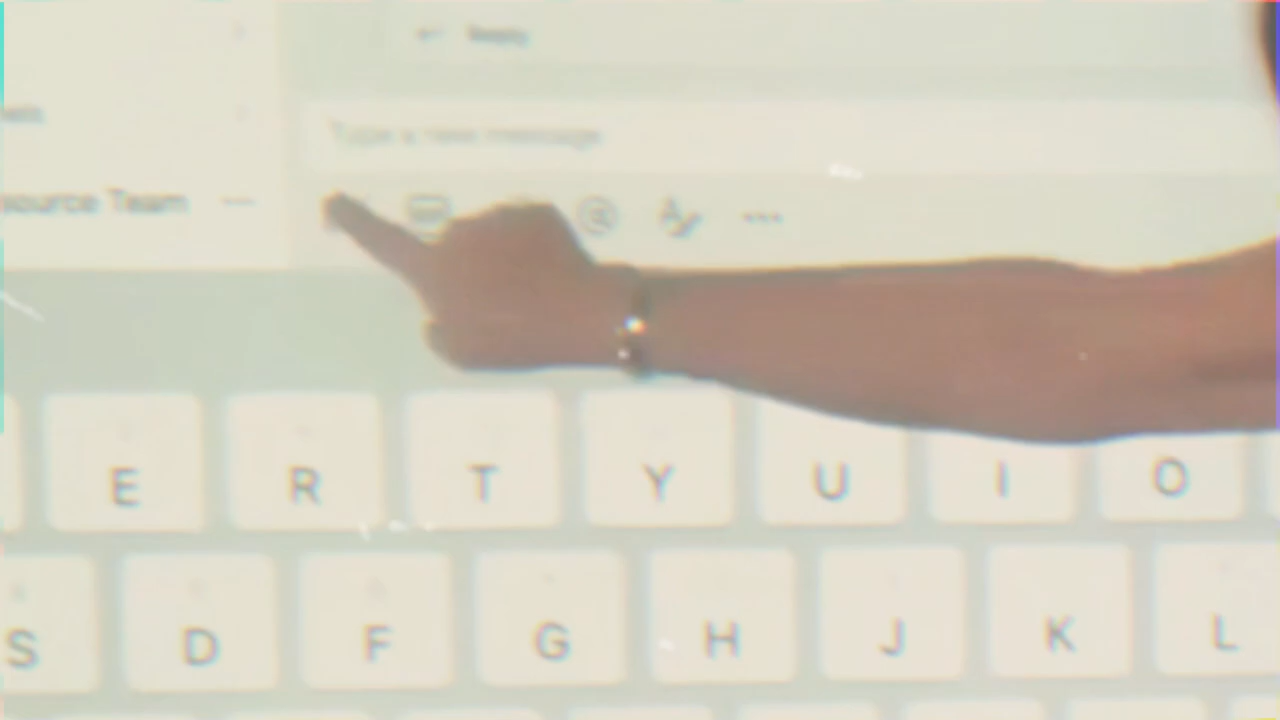 Reply
Type a new message
source Team ...
@ A ...
E R T Y U I O
S D F G H J K L